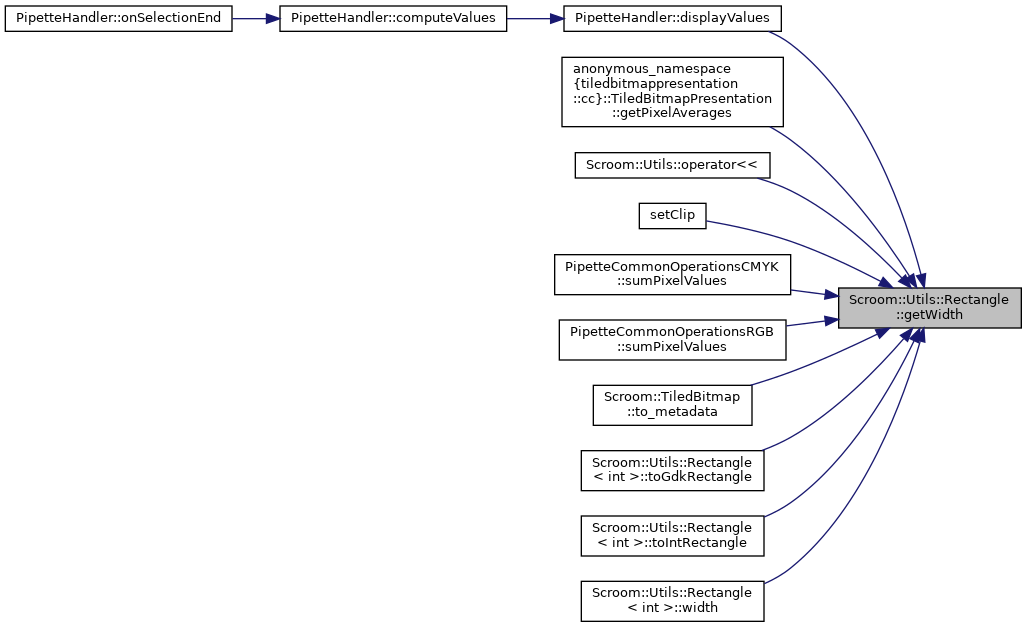 PipetteHandler::onSelectionEnd
PipetteHandler::computeValues
PipetteHandler::displayValues
anonymous_namespace
{tiledbitmappresentation
::cc}::TiledBitmapPresentation
::getPixelAverages
Scroom::Utils::operator<<
setClip
PipetteCommonOperationsCMYK
::sumPixelValues
Scroom::Utils::Rectangle
::getWidth
PipetteCommonOperationsRGB
::sumPixelValues
Scroom::TiledBitmap
::to_metadata
Scroom::Utils::Rectangle
< int >::toGdkRectangle
Scroom::Utils::Rectangle
< int >::toIntRectangle
Scroom::Utils::Rectangle
< int >::width